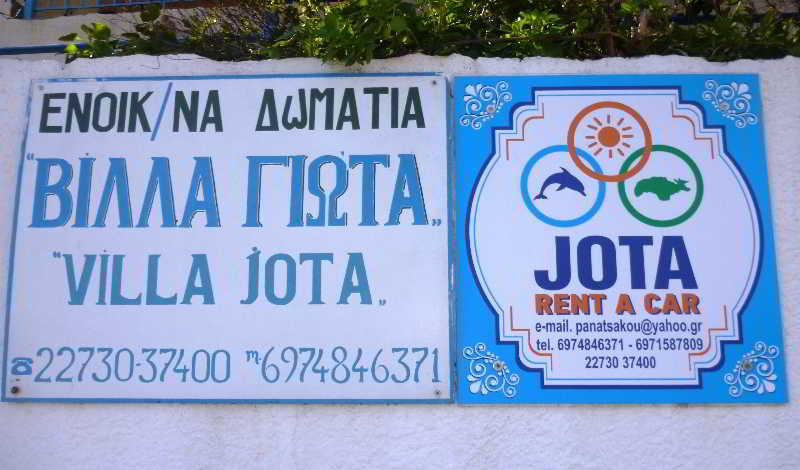 ΕΝΟΙΚ/ΝΑ ΔωΜΑΤΙΑ
"ΒΙΛΛΑ ΓΙΩΤΑ„
"VILLA JOTA„
☎22730-37400 m.6974846371
JOTA
RENT A CAR
e-mail. panatsakou@yahoo.gr
tel. 6974846371 - 6971587809
22730 37400